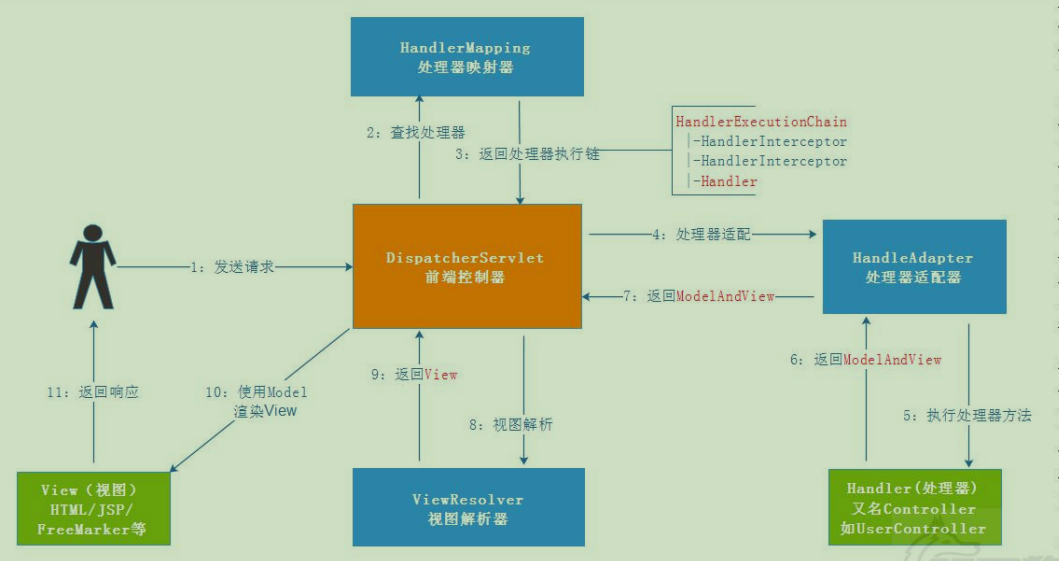 HandlerMapping
处理器映射器
2：查找处理器
3：返回处理器执行链
HandlerExecutionChain
|-HandlerInterceptor
|-HandlerInterceptor
|-Handler
1：发送请求
DispatcherServlet
前端控制器
4：处理器适配
7：返回ModelAndView
HandleAdapter
处理器适配器
11：返回响应
10：使用Model
渲染View
9：返回View
8：视图解析
6：返回ModelAndView
5：执行处理器方法
View（视图）
HTML/JSP/
FreeMarker等
ViewResolver
视图解析器
Handler(处理器)
又名Controller
如UserController